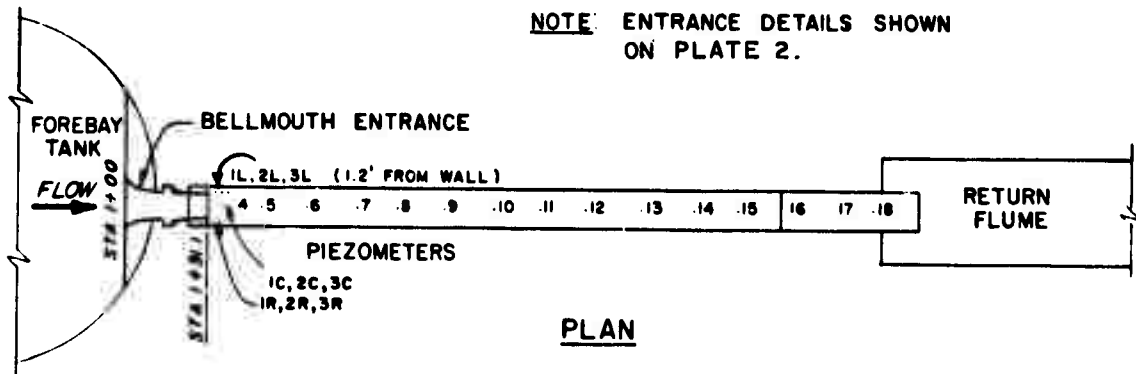 NOTE: ENTRANCE DETAILS SHOWN
ON PLATE 2.
FOREBAY
TANK
BELLMOUTH ENTRANCE
FLOW
STA 1+00
1L, 2L, 3L (1.2' FROM WALL)
4 .5 .6 .7 .8 .9 .10 .11 .12 .13 .14 .15 16 17 .18
RETURN
FLUME
PIEZOMETERS
1C, 2C, 3C
1R, 2R, 3R
PLAN